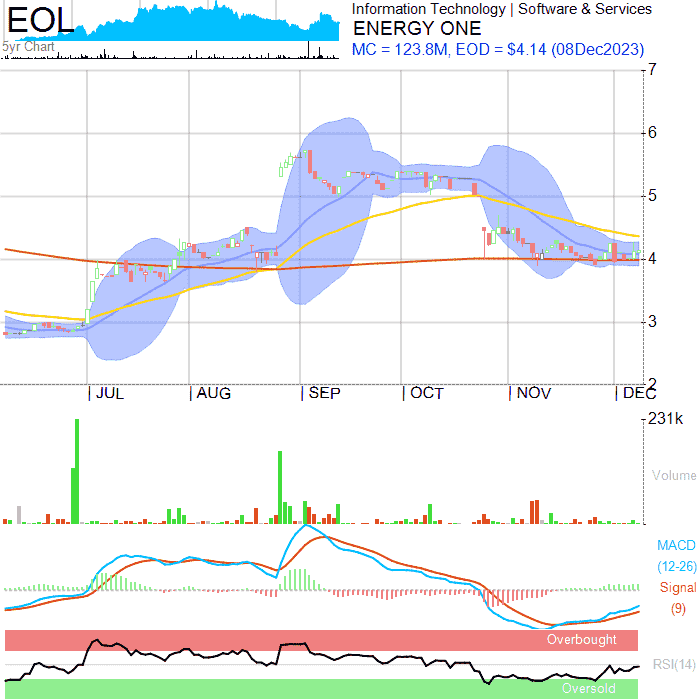 EOL
Information Technology | Software & Services
ENERGY ONE
5yr Chart
MC = 123.8M, EOD = $4.14 (08Dec2023)
7
6
5
4
3
2
JUL AUG SEP OCT NOV DEC
231k
Volume
MACD
(12-26)
Signal
(9)
Overbought
RSI(14)
Oversold